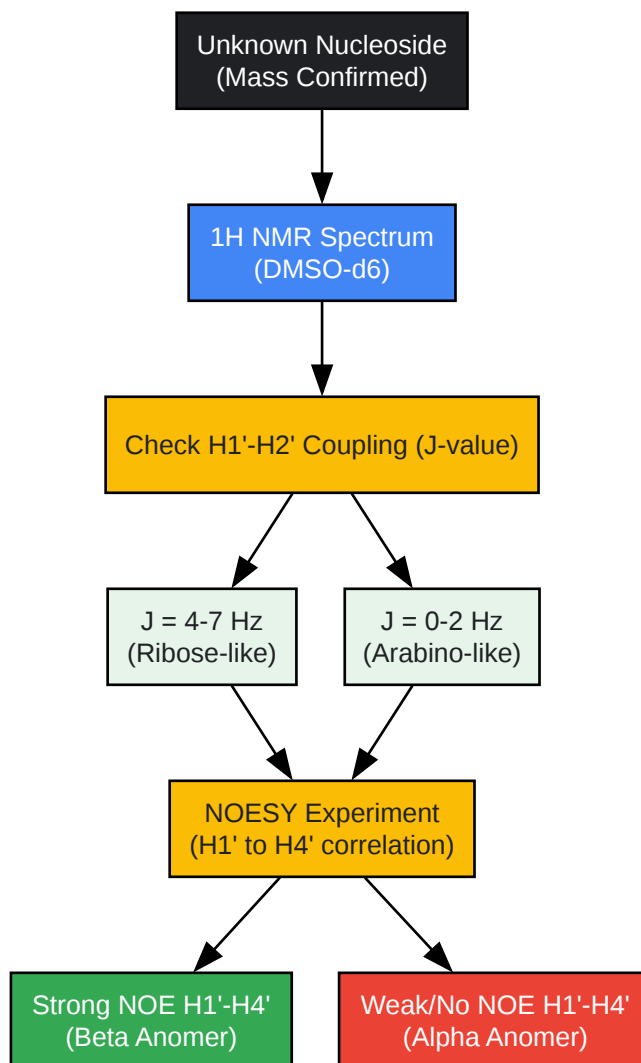 Unknown Nucleoside
(Mass Confirmed)
1H NMR Spectrum
(DMSO-d6)
Check H1'-H2' Coupling (J-value)
J = 4-7 Hz
(Ribose-like)
J = 0-2 Hz
(Arabino-like)
NOESY Experiment
(H1' to H4' correlation)
Strong NOE H1'-H4'
(Beta Anomer)
Weak/No NOE H1'-H4'
(Alpha Anomer)